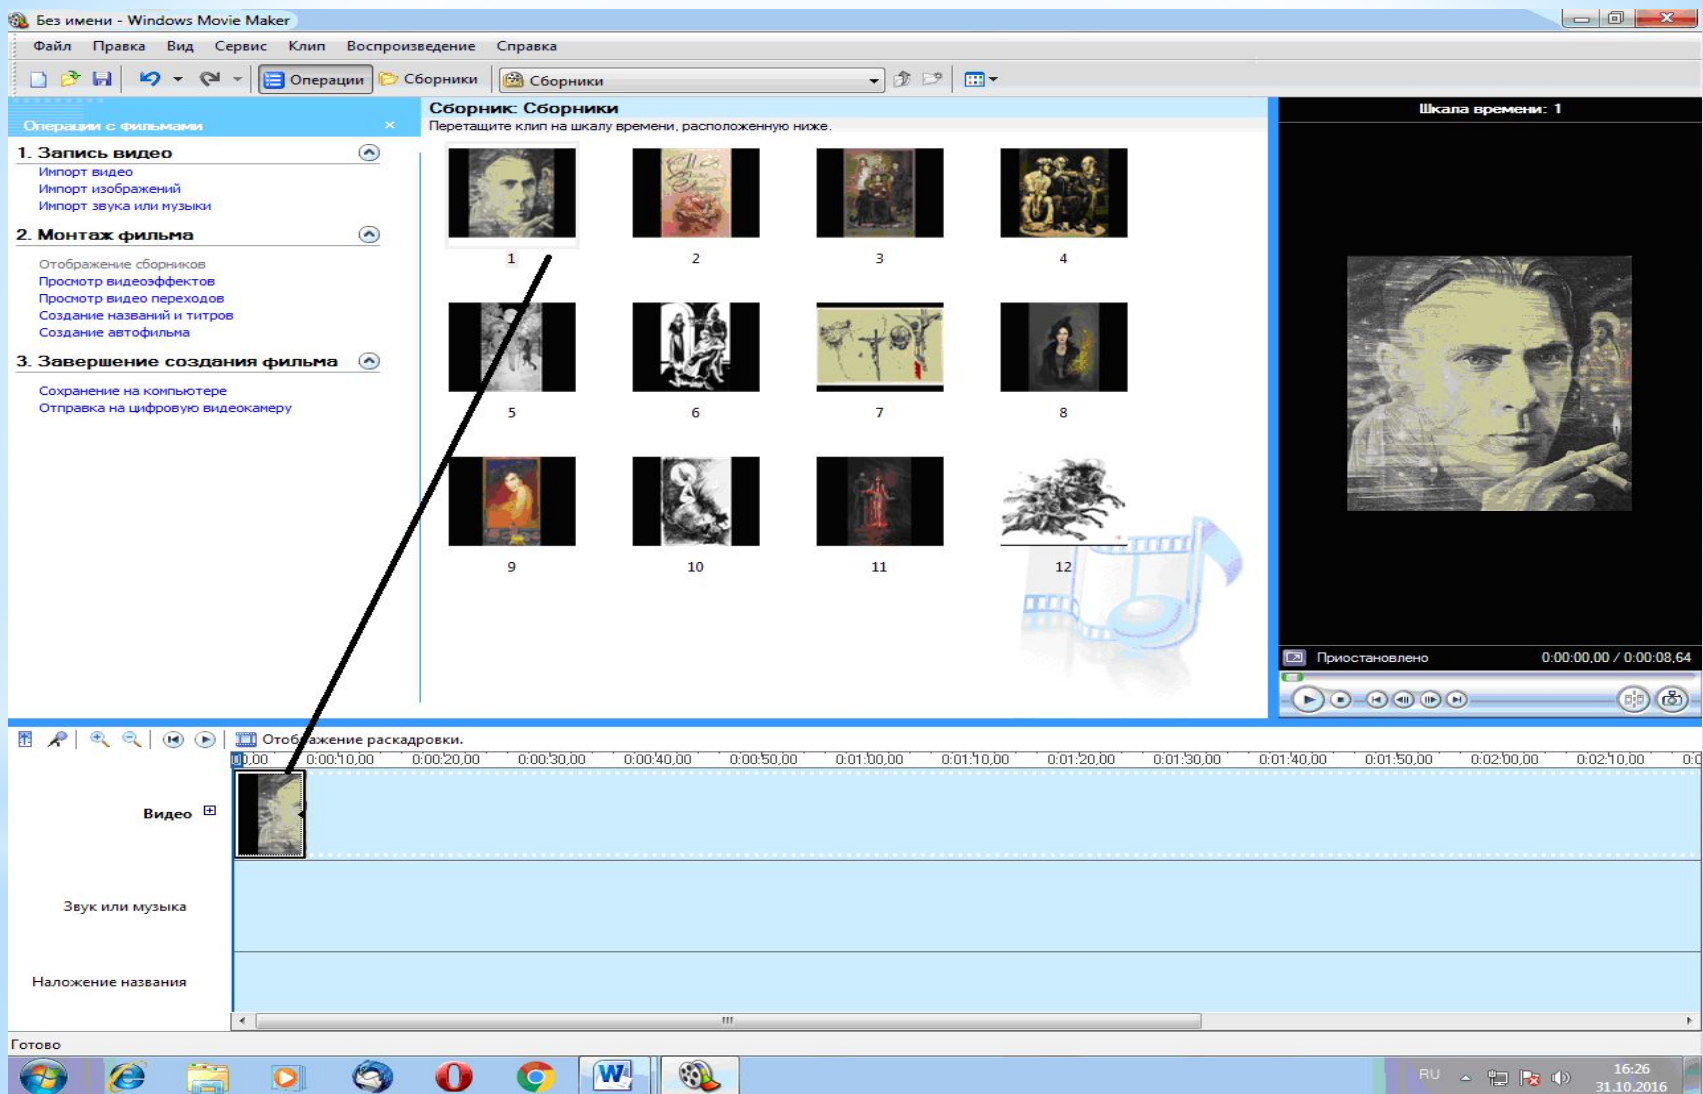 Без имени - Windows Movie Maker
Файл Правка Вид Сервис Клип Воспроизведение Справка
Операции Сборники Сборники
Операции с фильмами
1. Запись видео
Импорт видео
Импорт изображений
Импорт звука или музыки
2. Монтаж фильма
Отображение сборников
Просмотр видеоэффектов
Просмотр видео переходов
Создание названий и титров
Создание автофильма
3. Завершение создания фильма
Сохранение на компьютере
Отправка на цифровую видеокамеру
Сборник: Сборники
Перетащите клип на шкалу времени, расположенную ниже.
1 2 3 4
5 6 7 8
9 10 11 12
Шкала времени: 1
Приостановлено 0:00:00,00 / 0:00:08,64
Отображение раскадровки.
0:00:10,00 0:00:20,00 0:00:30,00 0:00:40,00 0:00:50,00 0:01:00,00 0:01:10,00 0:01:20,00 0:01:30,00 0:01:40,00 0:01:50,00 0:02:00,00 0:02:10,00
Видео
Звук или музыка
Наложение названия
Готово
RU
16:26
31.10.2016